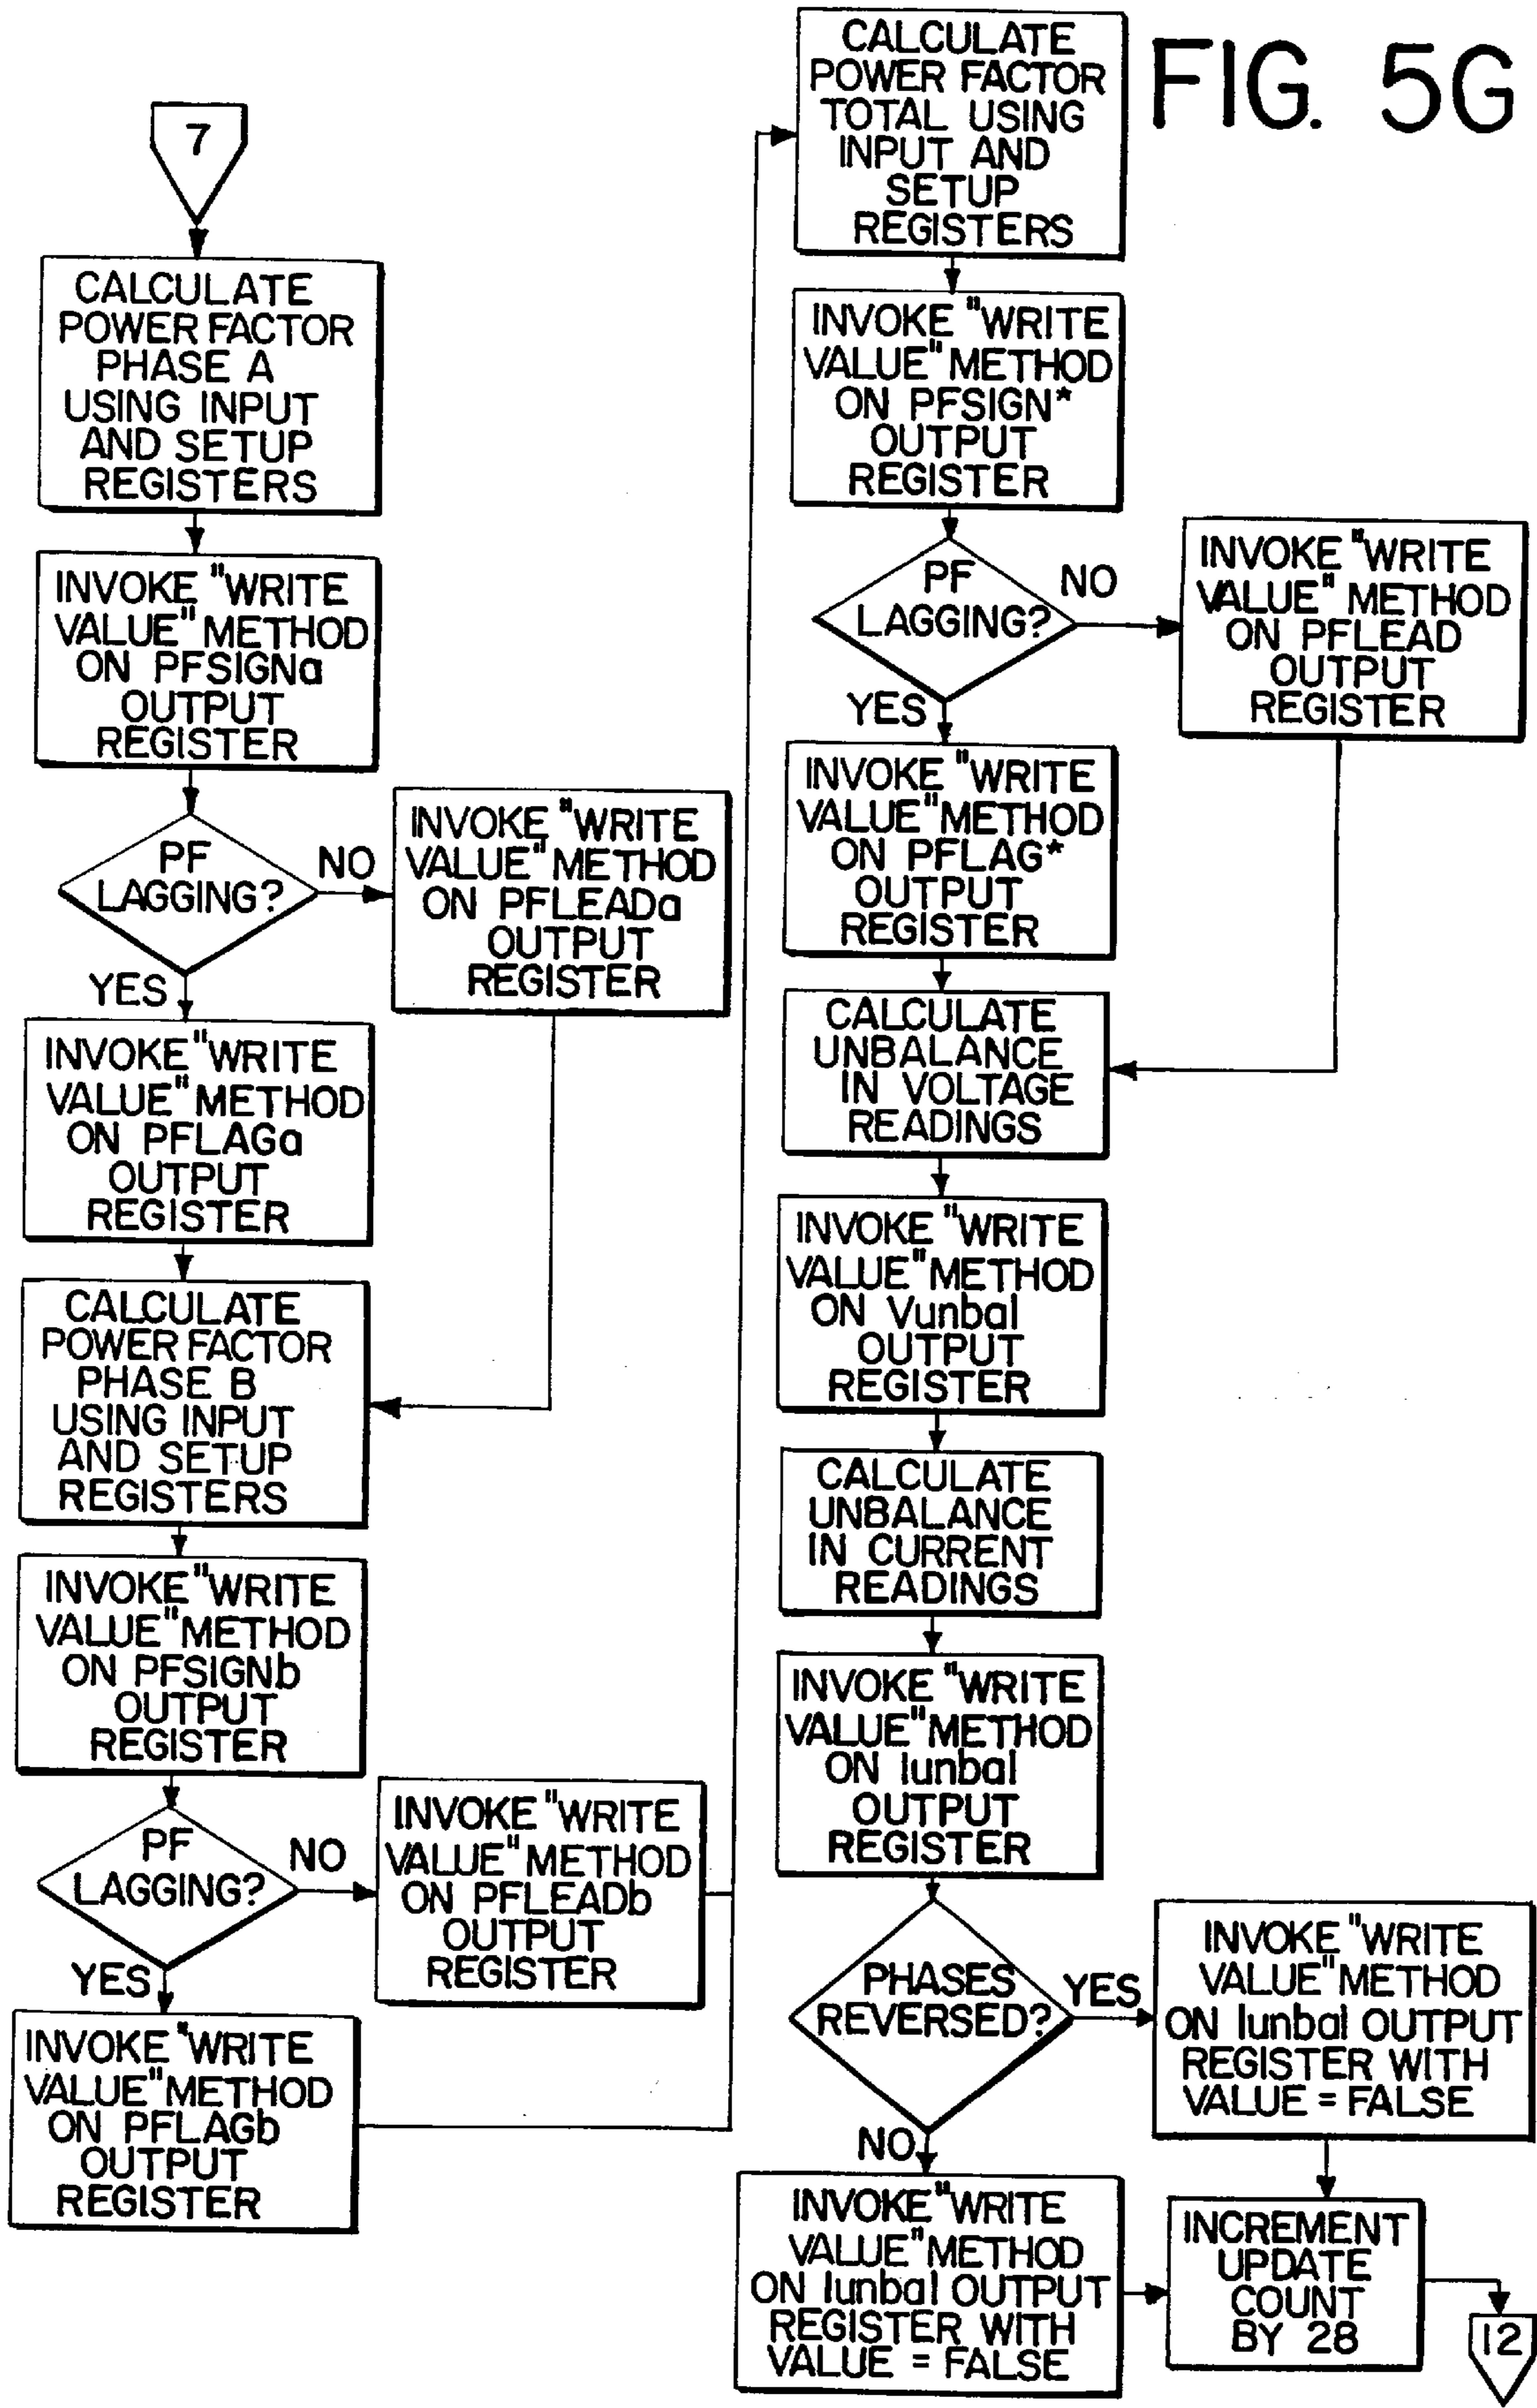 FIG. 5G
7
CALCULATE
POWER FACTOR
PHASE A
USING INPUT
AND SETUP
REGISTERS
INVOKE "WRITE
VALUE" METHOD
ON PFSIGNa
OUTPUT
REGISTER
PF
LAGGING?
NO
INVOKE "WRITE
VALUE" METHOD
ON PFLEADa
OUTPUT
REGISTER
YES
INVOKE "WRITE
VALUE" METHOD
ON PFLAGa
OUTPUT
REGISTER
CALCULATE
POWER FACTOR
PHASE B
USING INPUT
AND SETUP
REGISTERS
INVOKE "WRITE
VALUE" METHOD
ON PFSIGNb
OUTPUT
REGISTER
PF
LAGGING?
NO
INVOKE "WRITE
VALUE" METHOD
ON PFLEADb
OUTPUT
REGISTER
YES
INVOKE "WRITE
VALUE" METHOD
ON PFLAGb
OUTPUT
REGISTER
CALCULATE
POWER FACTOR
TOTAL USING
INPUT AND
SETUP
REGISTERS
INVOKE "WRITE
VALUE" METHOD
ON PFSIGN*
OUTPUT
REGISTER
PF
LAGGING?
NO
INVOKE "WRITE
VALUE" METHOD
ON PFLEAD
OUTPUT
REGISTER
YES
INVOKE "WRITE
VALUE" METHOD
ON PFLAG*
OUTPUT
REGISTER
CALCULATE
UNBALANCE
IN VOLTAGE
READINGS
INVOKE "WRITE
VALUE" METHOD
ON Vunbal
OUTPUT
REGISTER
CALCULATE
UNBALANCE
IN CURRENT
READINGS
INVOKE "WRITE
VALUE" METHOD
ON Iunbal
OUTPUT
REGISTER
PHASES
REVERSED?
YES
INVOKE "WRITE
VALUE" METHOD
ON Iunbal OUTPUT
REGISTER WITH
VALUE = FALSE
NO
INVOKE "WRITE
VALUE" METHOD
ON Iunbal OUTPUT
REGISTER WITH
VALUE = FALSE
INCREMENT
UPDATE
COUNT
BY 28
12